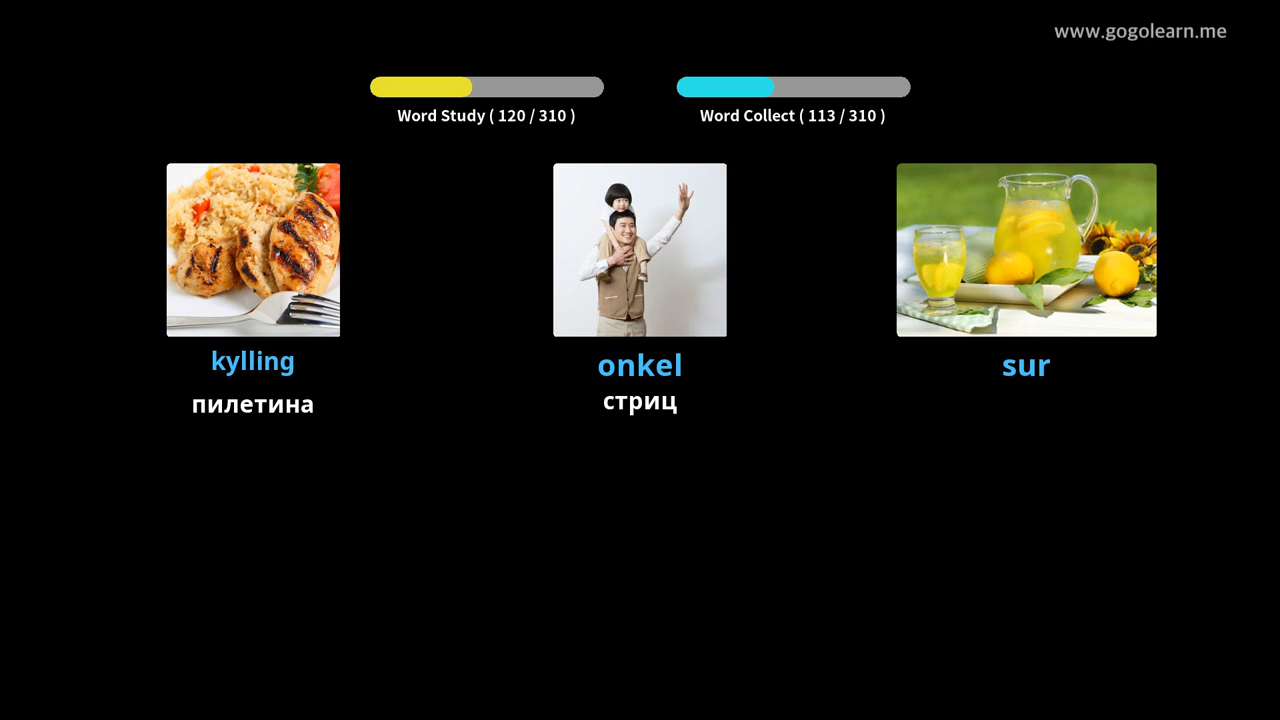 www.gogolearn.me
Word Study ( 120 / 310 )
Word Collect ( 113 / 310 )
kylling
onkel
sur
пилетина
стриц